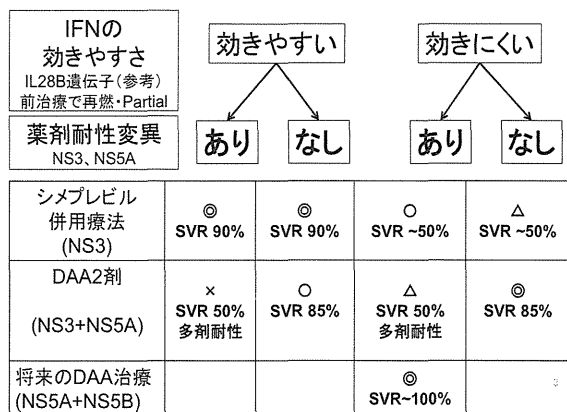 IFNの
効きやすさ
IL28B遺伝子(参考)
前治療で再燃・Partial
効きやすい
効きにくい
薬剤耐性変異
NS3、NS5A
あり
なし
あり
なし
シメプレビル
併用療法
(NS3)
◎
SVR 90%
◎
SVR 90%
○
SVR ~50%
△
SVR ~50%
DAA2剤
(NS3+NS5A)
×
SVR 50%
多剤耐性
○
SVR 85%
△
SVR 50%
多剤耐性
◎
SVR 85%
将来のDAA治療
(NS5A+NS5B)
◎
SVR~100%